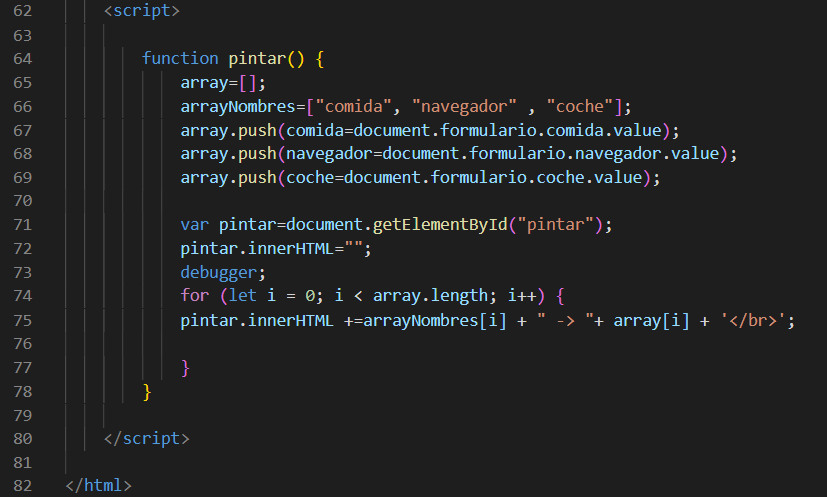 62 <script>
63
64 function pintar() {
65 array=[];
66 arrayNombres=["comida", "navegador" , "coche"];
67 array.push(comida=document.formulario.comida.value);
68 array.push(navegador=document.formulario.navegador.value);
69 array.push(coche=document.formulario.coche.value);
70
71 var pintar=document.getElementById("pintar");
72 pintar.innerHTML="";
73 debugger;
74 for (let i = 0; i < array.length; i++) {
75 pintar.innerHTML +=arrayNombres[i] + " -> "+ array[i] + '</br>';
76
77 }
78 }
79
80 </script>
81
82 </html>